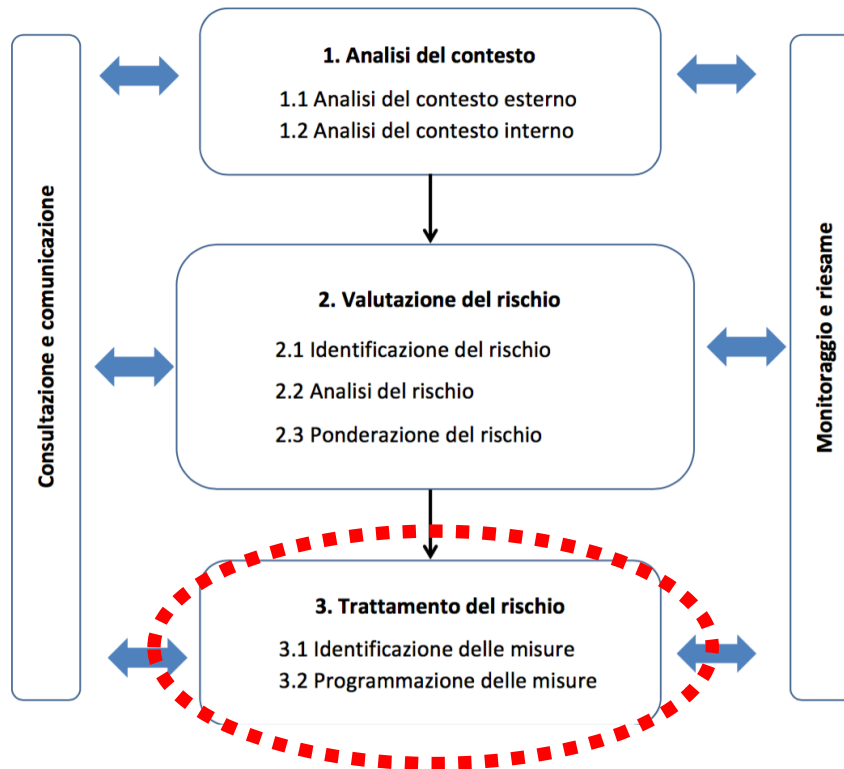 Consultazione e comunicazione
1. Analisi del contesto
1.1 Analisi del contesto esterno
1.2 Analisi del contesto interno
2. Valutazione del rischio
2.1 Identificazione del rischio
2.2 Analisi del rischio
2.3 Ponderazione del rischio
3. Trattamento del rischio
3.1 Identificazione delle misure
3.2 Programmazione delle misure
Monitoraggio e riesame